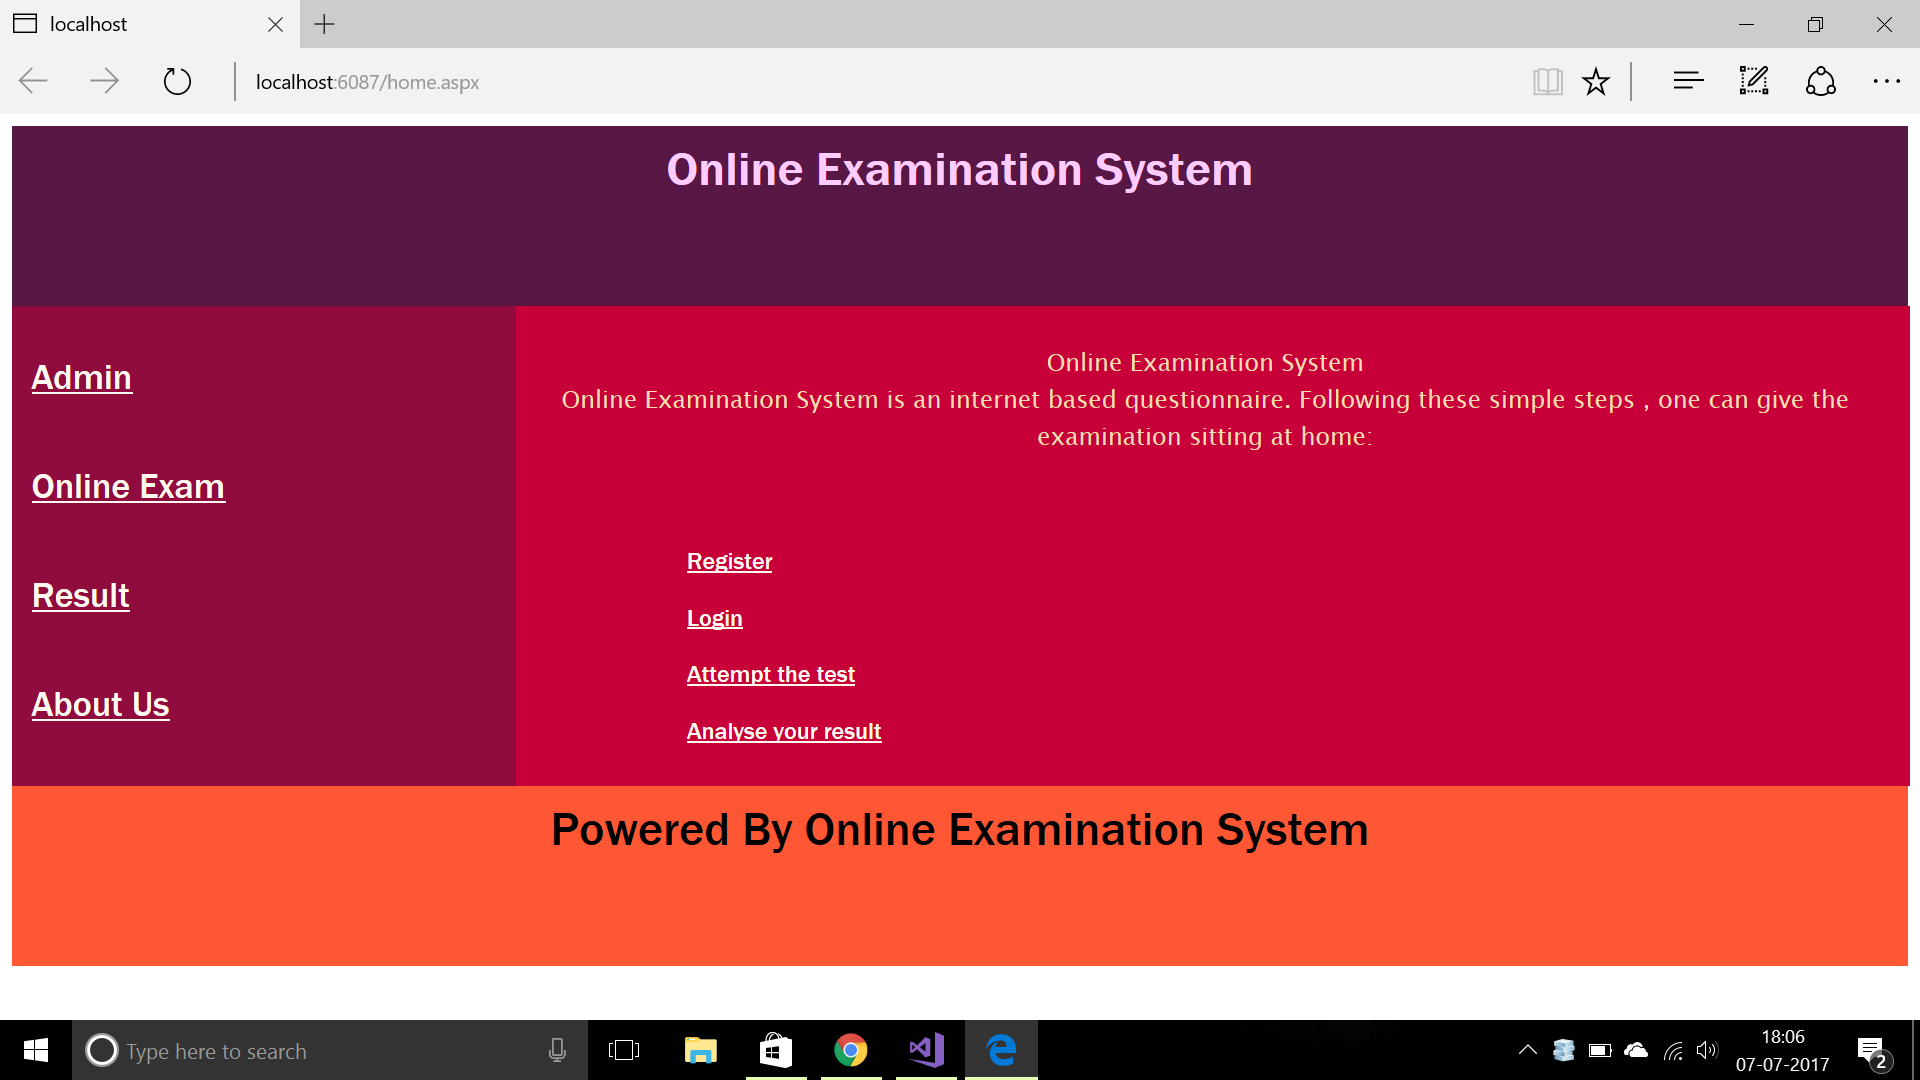 localhost
localhost:6087/home.aspx
Online Examination System
Admin
Online Exam
Result
About Us
Online Examination System
Online Examination System is an internet based questionnaire. Following these simple steps , one can give the
examination sitting at home:
Register
Login
Attempt the test
Analyse your result
Powered By Online Examination System
Type here to search
18:06
07-07-2017
2